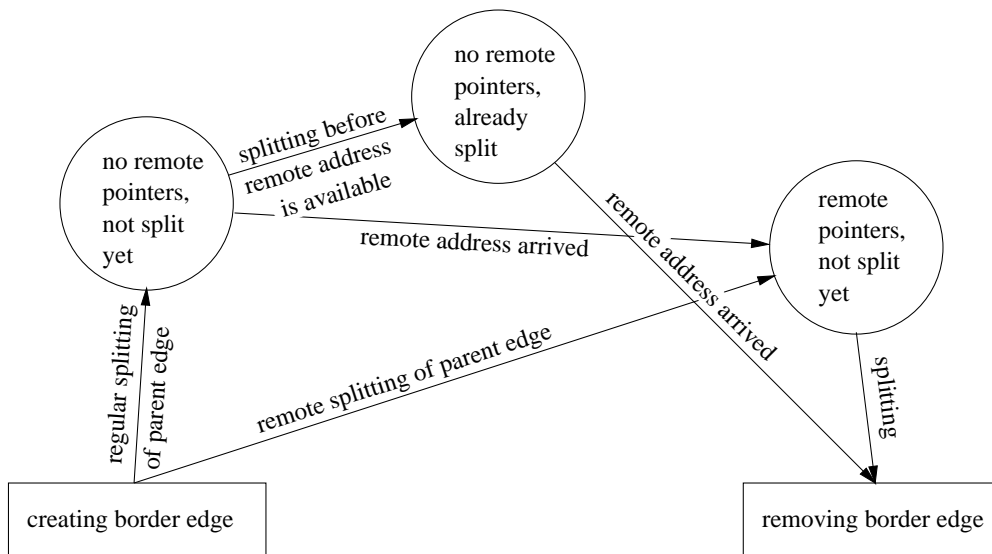 no remote
pointers,
already
split
no remote
pointers,
not split
yet
splitting before
remote address
is available
remote
pointers,
not split
yet
remote address arrived
remote address arrived
regular splitting
of parent edge
remote splitting of parent edge
splitting
creating border edge
removing border edge